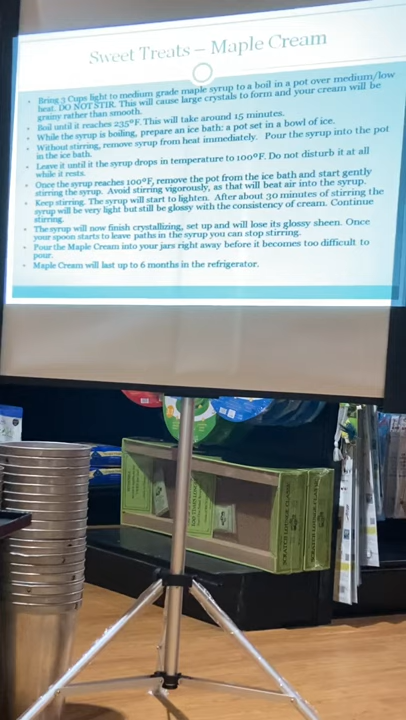 Sweet Treats – Maple Cream
• Bring 3 Cups light to medium grade maple syrup to a boil in a pot over medium/low
heat. DO NOT STIR. This will cause large crystals to form and your cream will be
grainy rather than smooth.
• Boil until it reaches 235°F. This will take around 15 minutes.
• While the syrup is boiling, prepare an ice bath: a pot set in a bowl of ice.
• Without stirring, remove syrup from heat immediately. Pour the syrup into the pot
in the ice bath.
• Leave it until the syrup drops in temperature to 100°F. Do not disturb it at all
while it rests.
• Once the syrup reaches 100°F, remove the pot from the ice bath and start gently
stirring the syrup. Avoid stirring vigorously, as that will beat air into the syrup.
• Keep stirring. The syrup will start to lighten. After about 30 minutes of stirring the
syrup will be very light but still be glossy with the consistency of cream. Continue
stirring.
• The syrup will now finish crystallizing, set up and will lose its glossy sheen. Once
your spoon starts to leave paths in the syrup you can stop stirring.
• Pour the Maple Cream into your jars right away before it becomes too difficult to
pour.
• Maple Cream will last up to 6 months in the refrigerator.